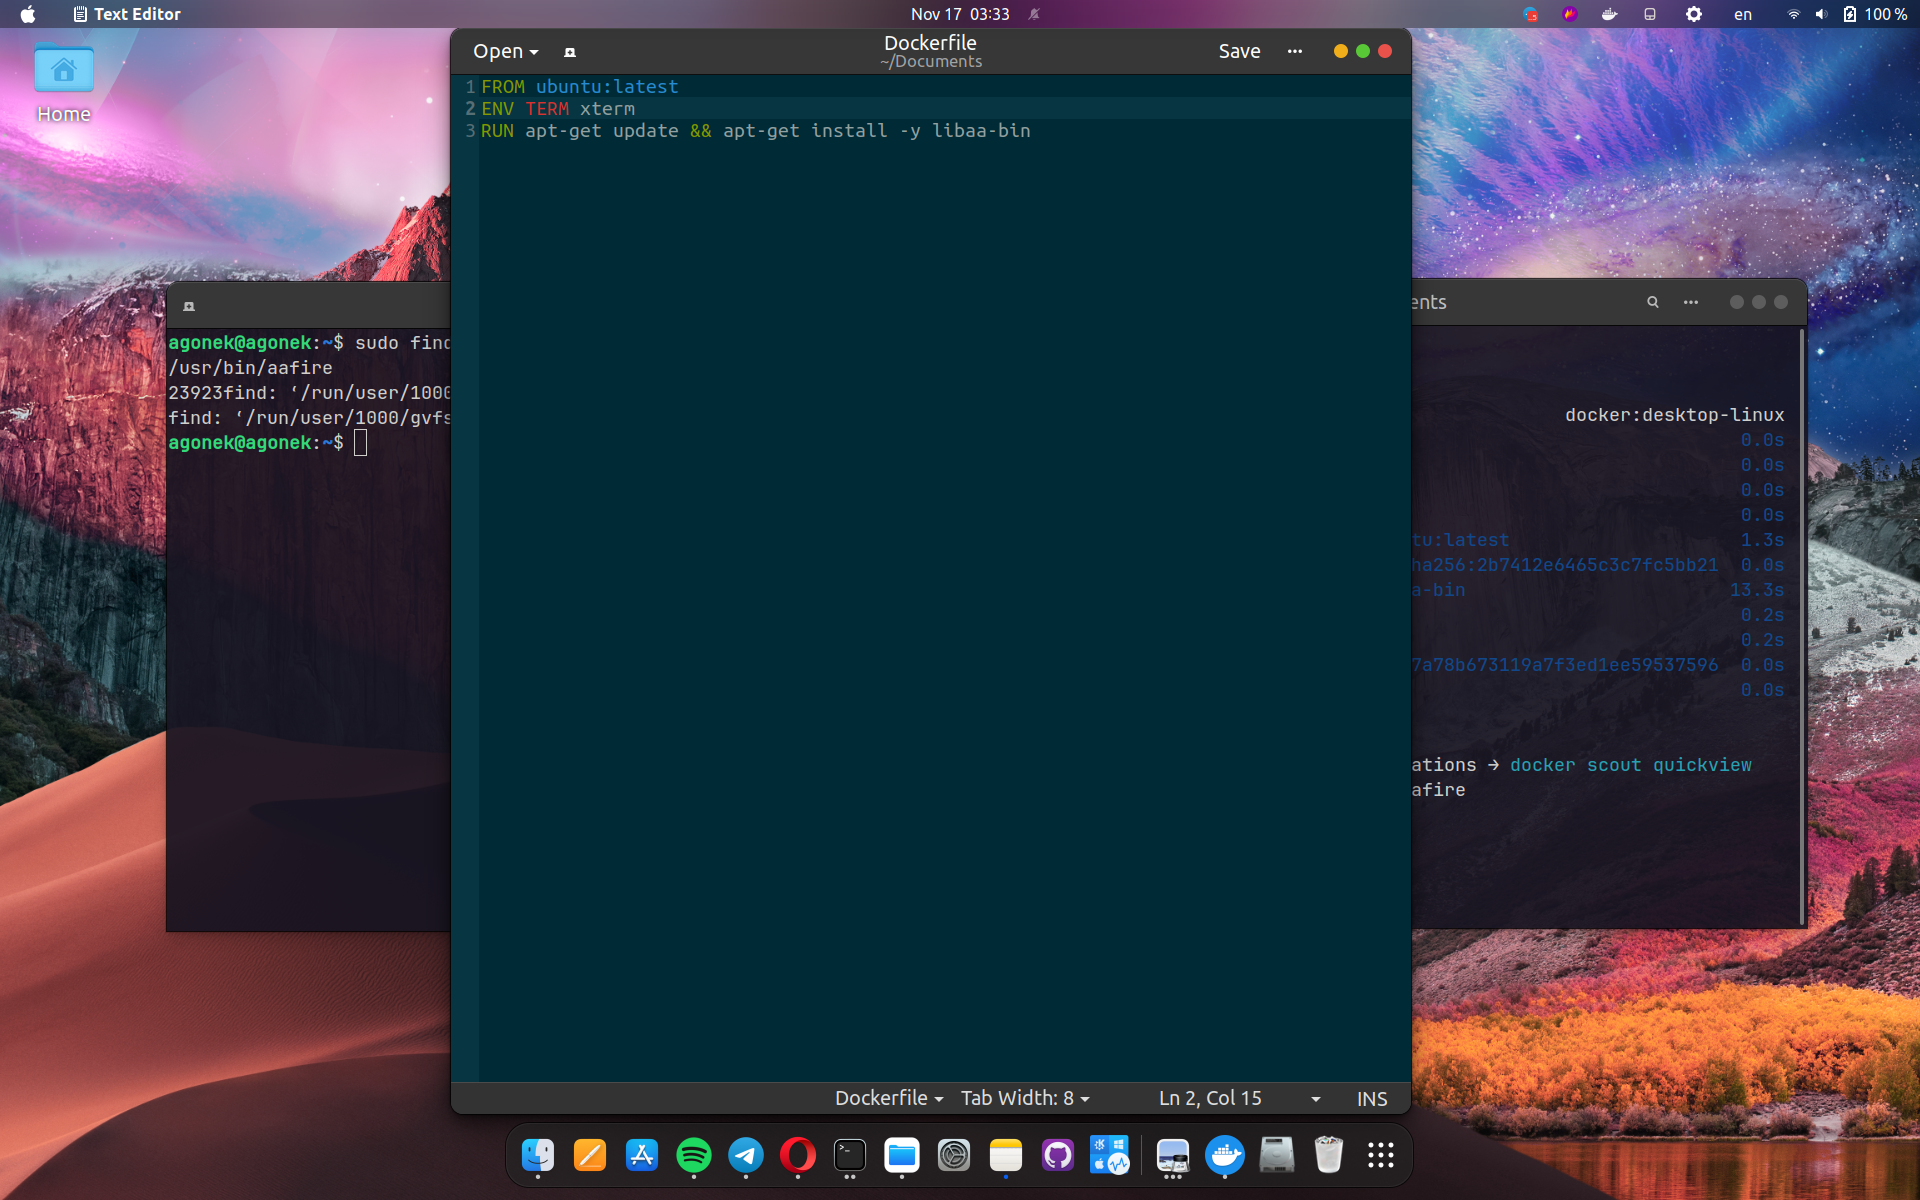 Text Editor
Nov 17 03:33
en
100 %
Home
Open
Dockerfile
~/Documents
Save
1 FROM ubuntu:latest
2 ENV TERM xterm
3 RUN apt-get update && apt-get install -y libaa-bin
agonek@agonek:~$ sudo find
/usr/bin/aafire
23923find: ‘/run/user/1000
find: ‘/run/user/1000/gvfs
agonek@agonek:~$
ents
docker:desktop-linux
0.0s
0.0s
0.0s
0.0s
tu:latest 1.3s
ha256:2b7412e6465c3c7fc5bb21 0.0s
a-bin 13.3s
0.2s
0.2s
7a78b673119a7f3ed1ee59537596 0.0s
0.0s
ations → docker scout quickview
afire
Dockerfile
Tab Width: 8
Ln 2, Col 15
INS